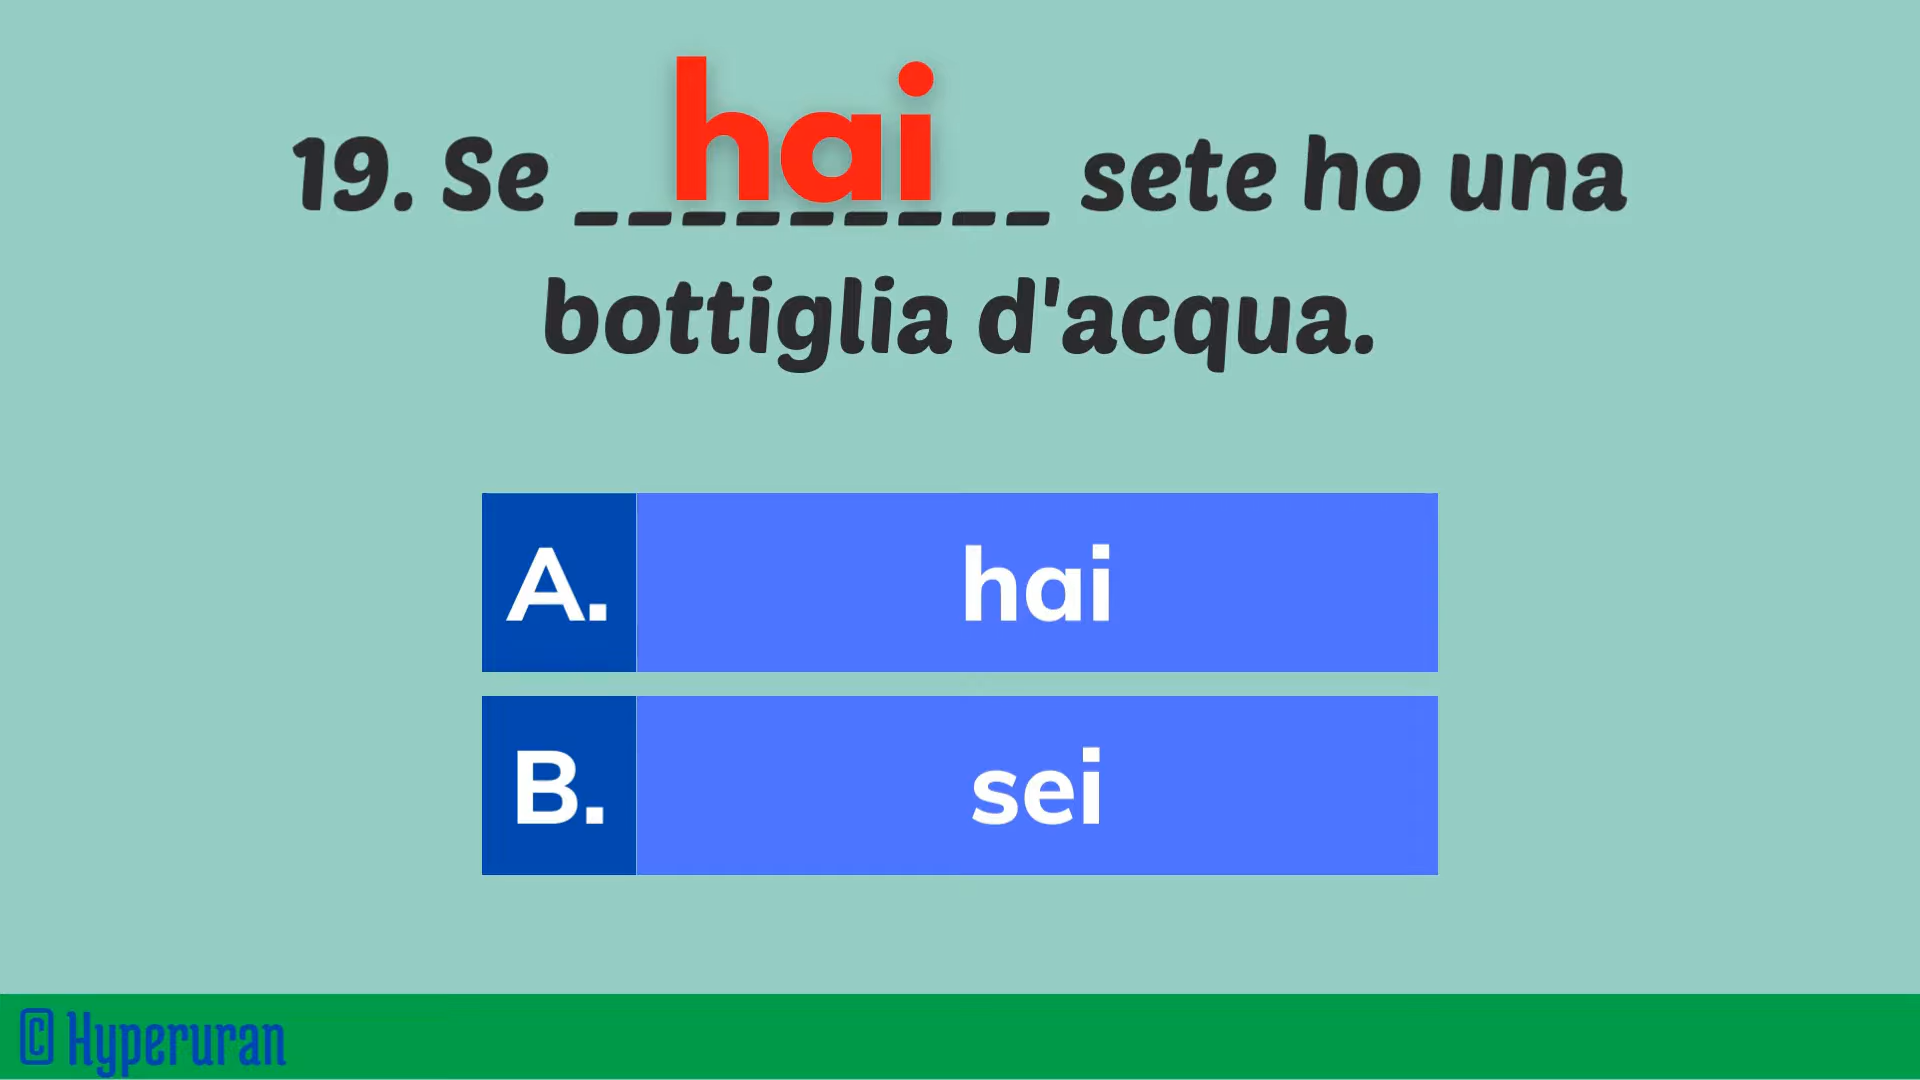 hai
19. Se _________ sete ho una
bottiglia d'acqua.
A. hai
B. sei
© Hyperuran